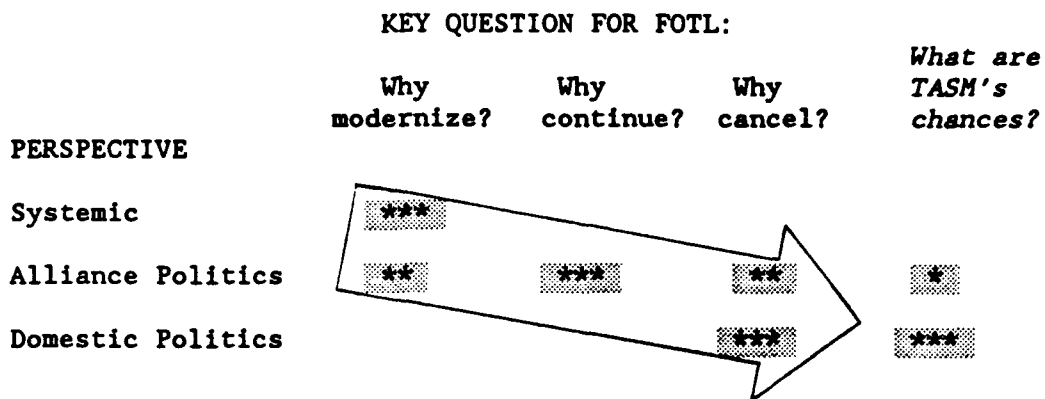 KEY QUESTION FOR FOTL:
Why modernize?
Why continue?
Why cancel?
What are TASM's chances?
PERSPECTIVE
Systemic ***
Alliance Politics ** *** ** *
Domestic Politics *** ***